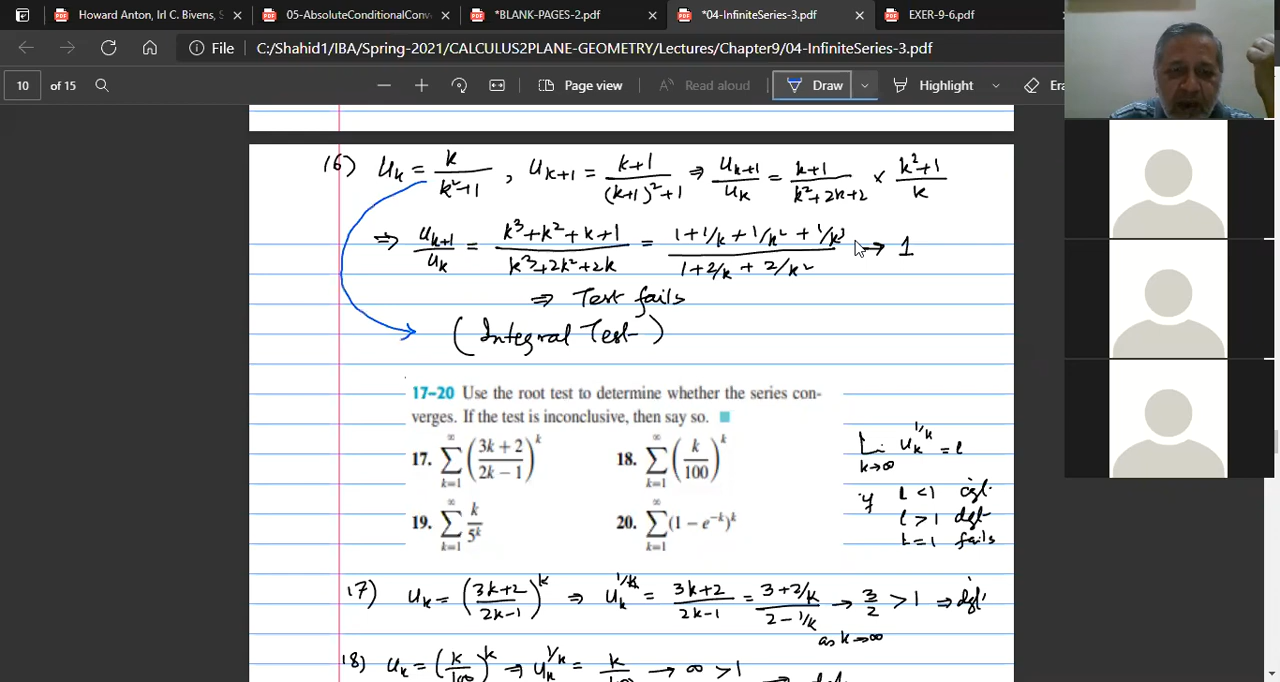 Howard Anton, Irl C. Bivens, S
05-AbsoluteConditionalConv
*BLANK-PAGES-2.pdf
*04-InfiniteSeries-3.pdf
EXER-9-6.pdf
File C:/Shahid1/IBA/Spring-2021/CALCULUS2PLANE-GEOMETRY/Lectures/Chapter9/04-InfiniteSeries-3.pdf
10 of 15 Page view Read aloud Draw Highlight Era
16) u_k = k/(k²+1) , u_{k+1} = (k+1)/((k+1)²+1) ⇒ u_{k+1}/u_k = (k+1)/(k²+2k+2) × (k²+1)/k
⇒ u_{k+1}/u_k = (k³+k²+k+1)/(k³+2k²+2k) = (1+1/k+1/k²+1/k³)/(1+2/k+2/k²) → 1
⇒ Test fails
(Integral Test)
17–20 Use the root test to determine whether the series con-
verges. If the test is inconclusive, then say so. ■
17. ∑_{k=1}^{∞} ((3k + 2)/(2k − 1))^k 18. ∑_{k=1}^{∞} (k/100)^k
19. ∑_{k=1}^{∞} k/5^k 20. ∑_{k=1}^{∞} (1 − e^{−k})^k
Lim_{k→∞} u_k^{1/k} = l
if l < 1 cgt.
l > 1 dgt
l = 1 fails
17) u_k = ((3k+2)/(2k-1))^k ⇒ u_k^{1/k} = (3k+2)/(2k-1) = (3+2/k)/(2-1/k) → 3/2 > 1 ⇒ dgt
as k→∞
18) u_k = (k/100)^k ⇒ u_k^{1/k} = k/100 → ∞ > 1